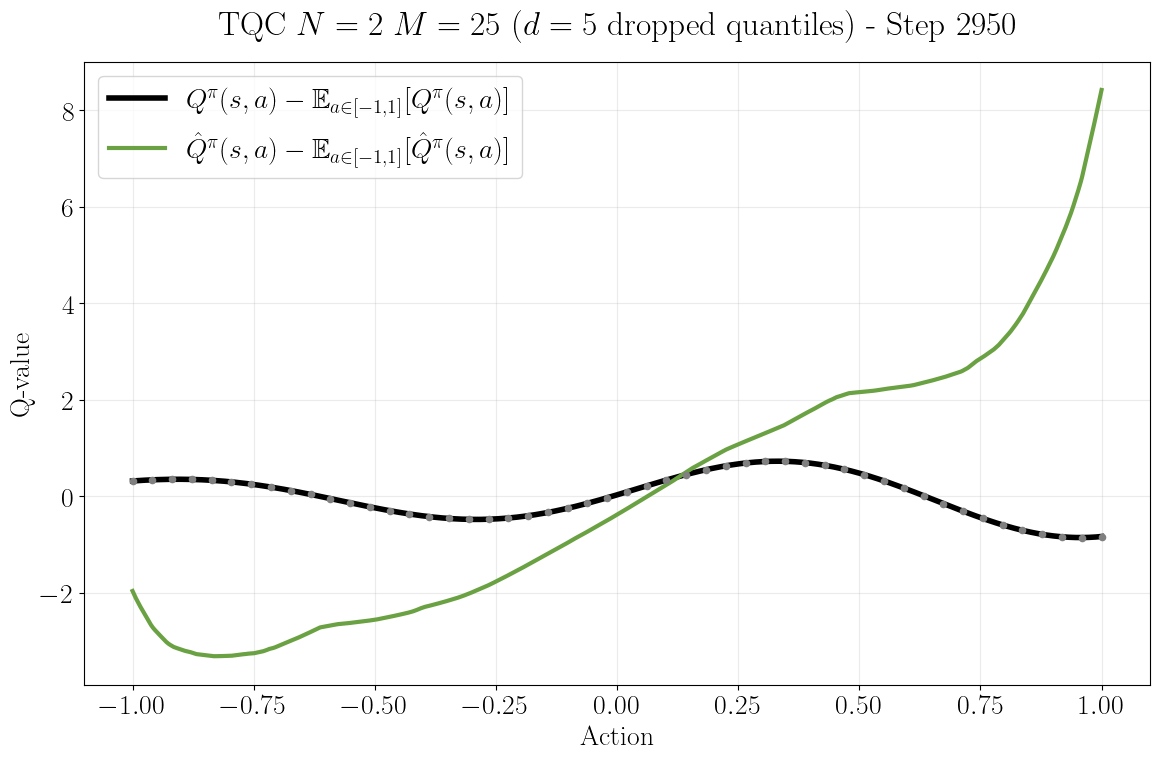 TQC N = 2 M = 25 (d = 5 dropped quantiles) - Step 2950
Q^π(s, a) − 𝔼_{a∈[−1,1]}[Q^π(s, a)]
Q̂^π(s, a) − 𝔼_{a∈[−1,1]}[Q̂^π(s, a)]
8
6
4
2
0
−2
Q-value
−1.00 −0.75 −0.50 −0.25 0.00 0.25 0.50 0.75 1.00
Action